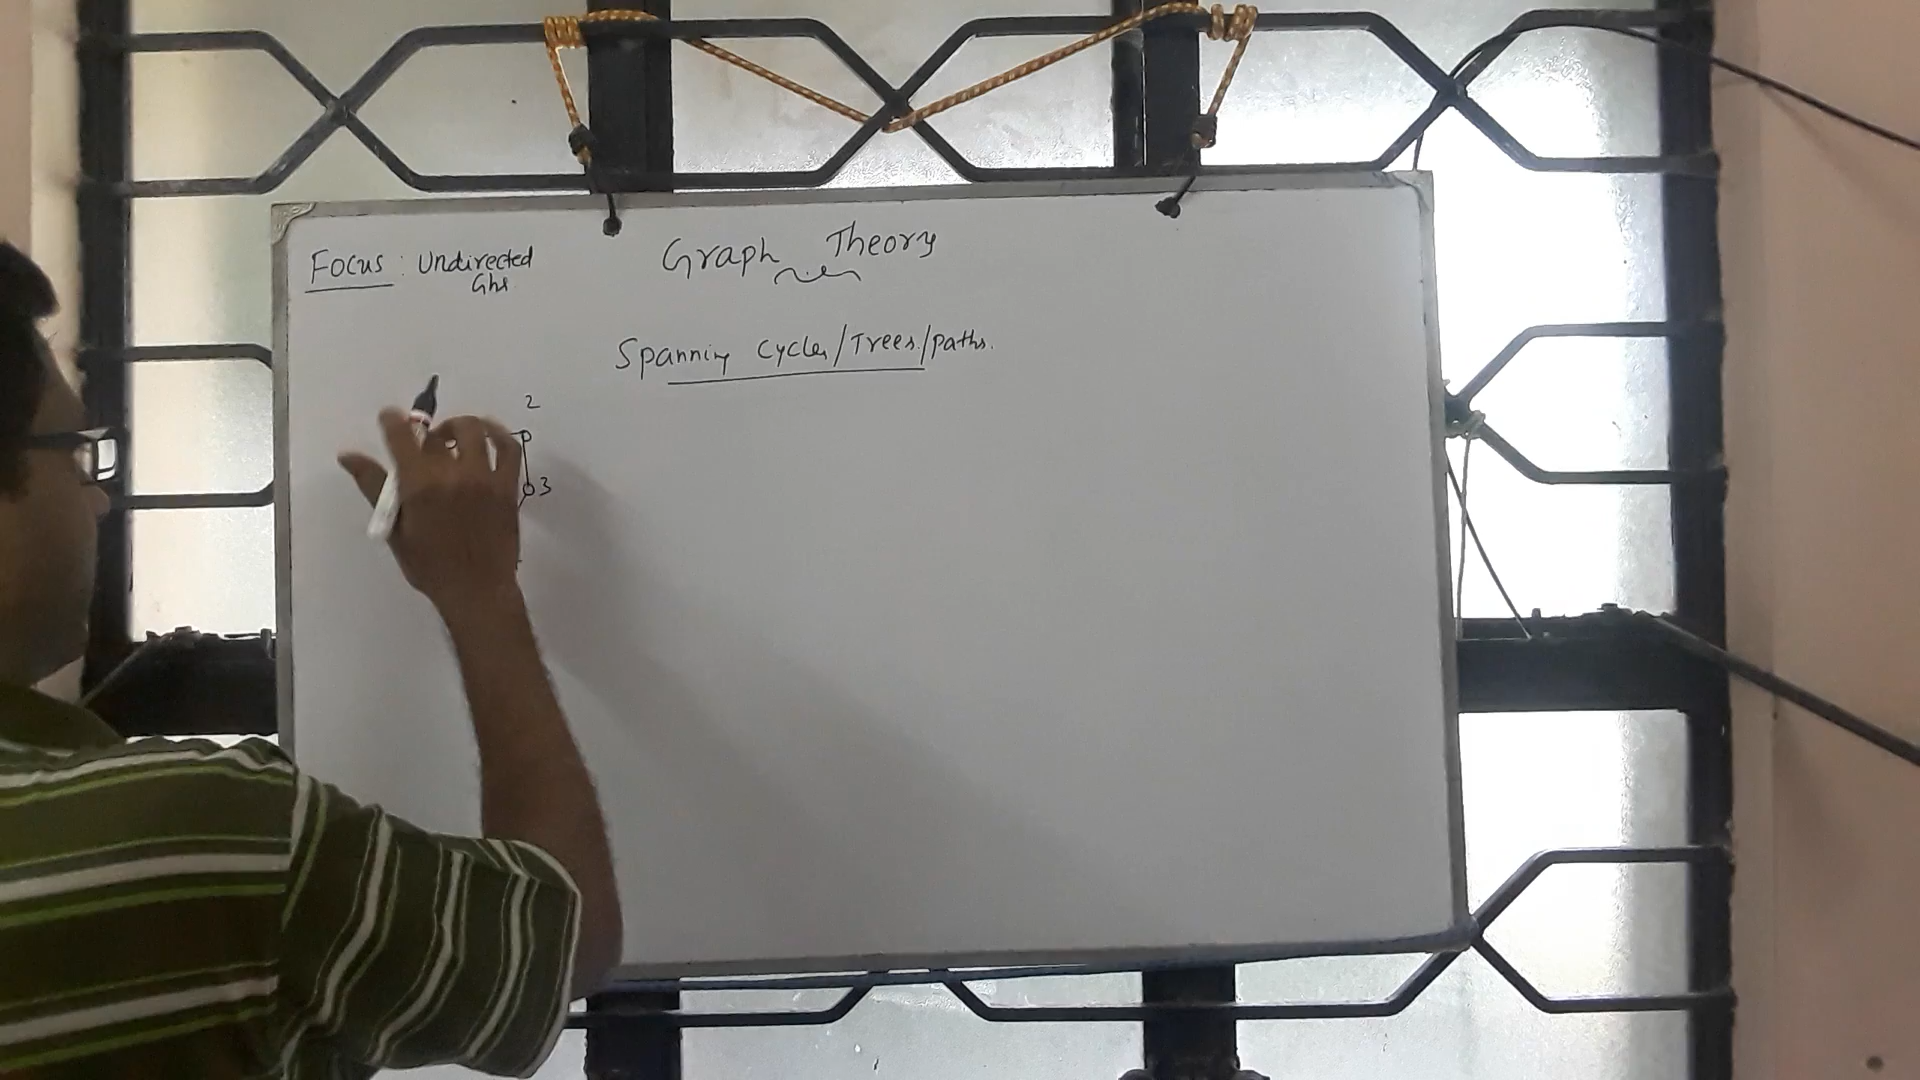 Graph Theory
Focus : Undirected
Ghs
Spanning Cycles/Trees/paths.
2
3